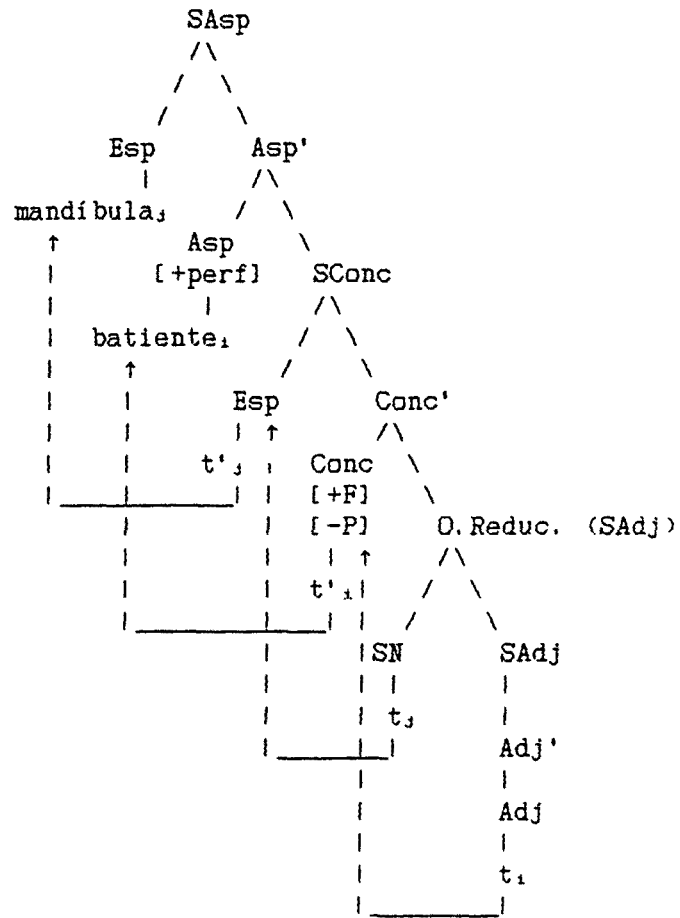 SAsp
Esp Asp'
mandíbulaⱼ
Asp
[+perf] SConc
batienteᵢ
Esp Conc'
t'ⱼ Conc
[+F]
[-P] O.Reduc. (SAdj)
t'ᵢ
SN SAdj
tⱼ
Adj'
Adj
tᵢ